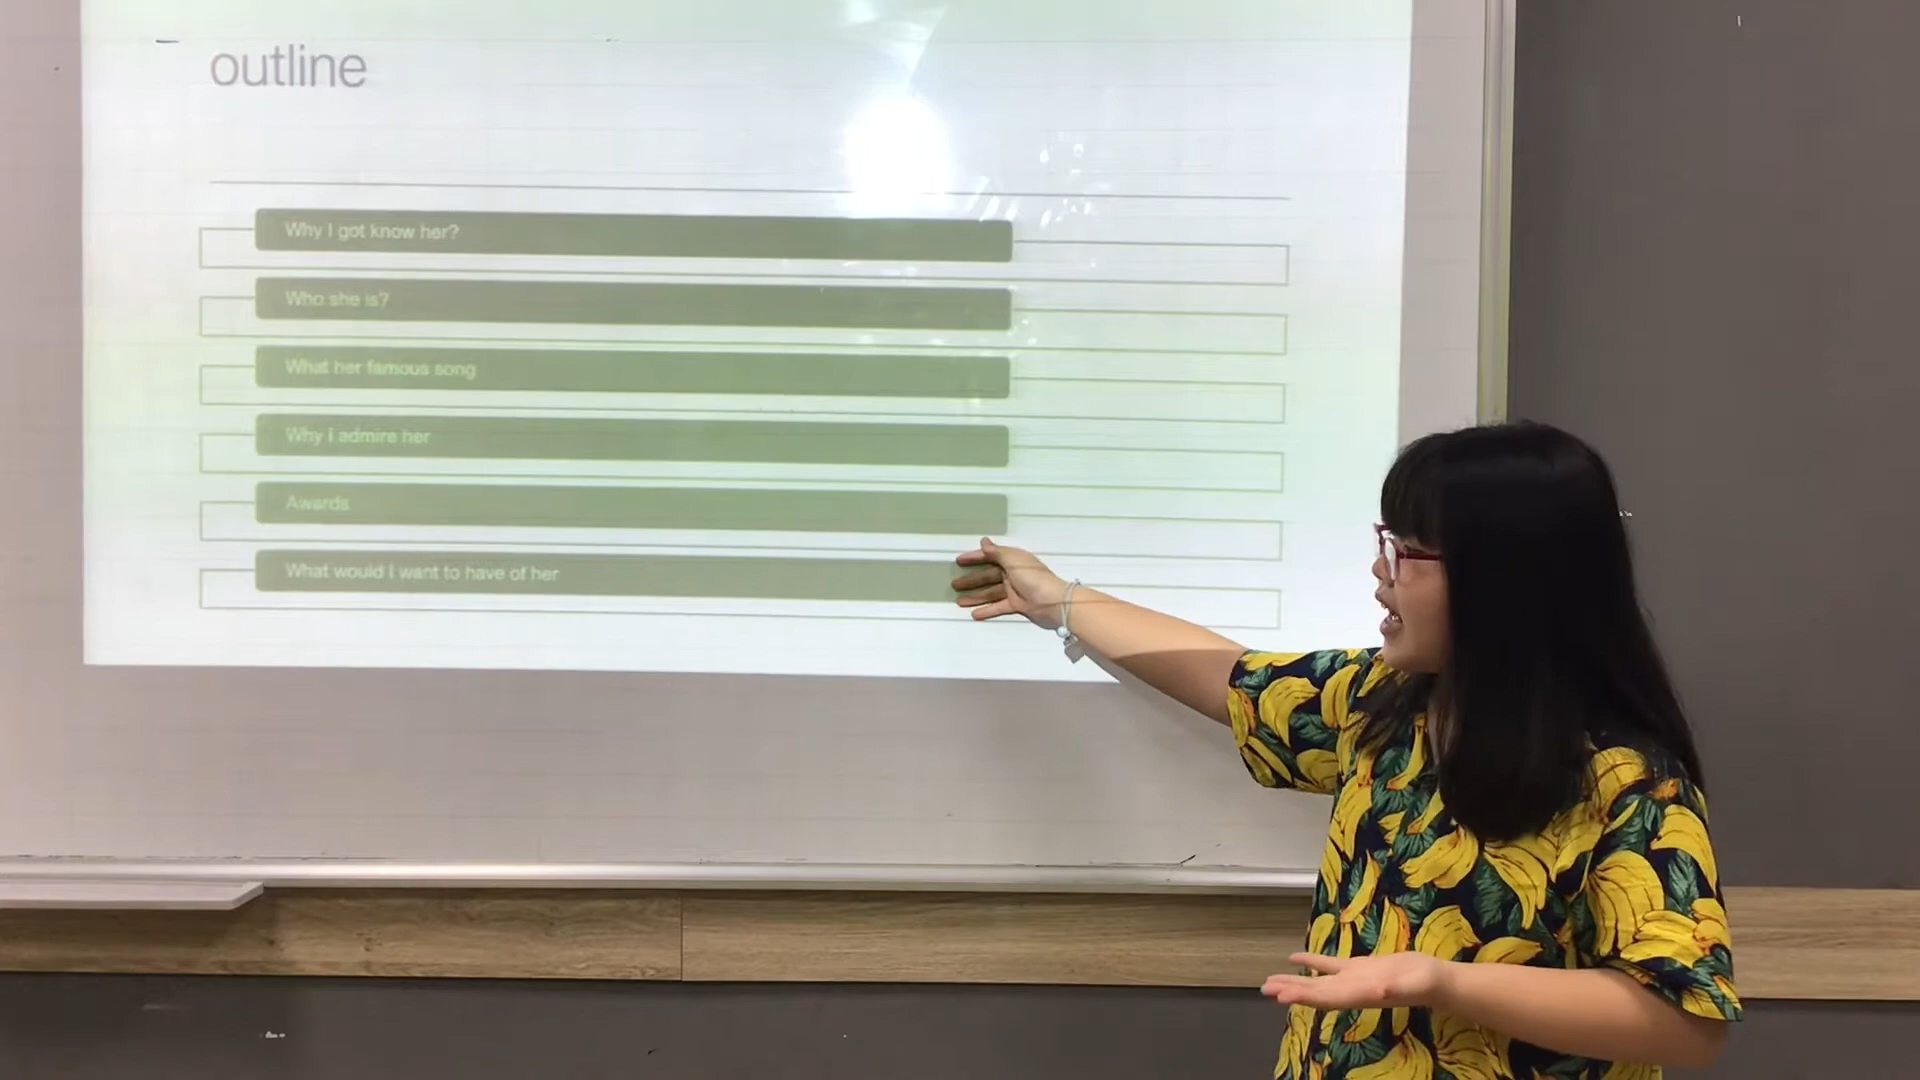 outline
Why I got know her?
Who she is?
What her famous song
Why I admire her
Awards
What would I want to have of her